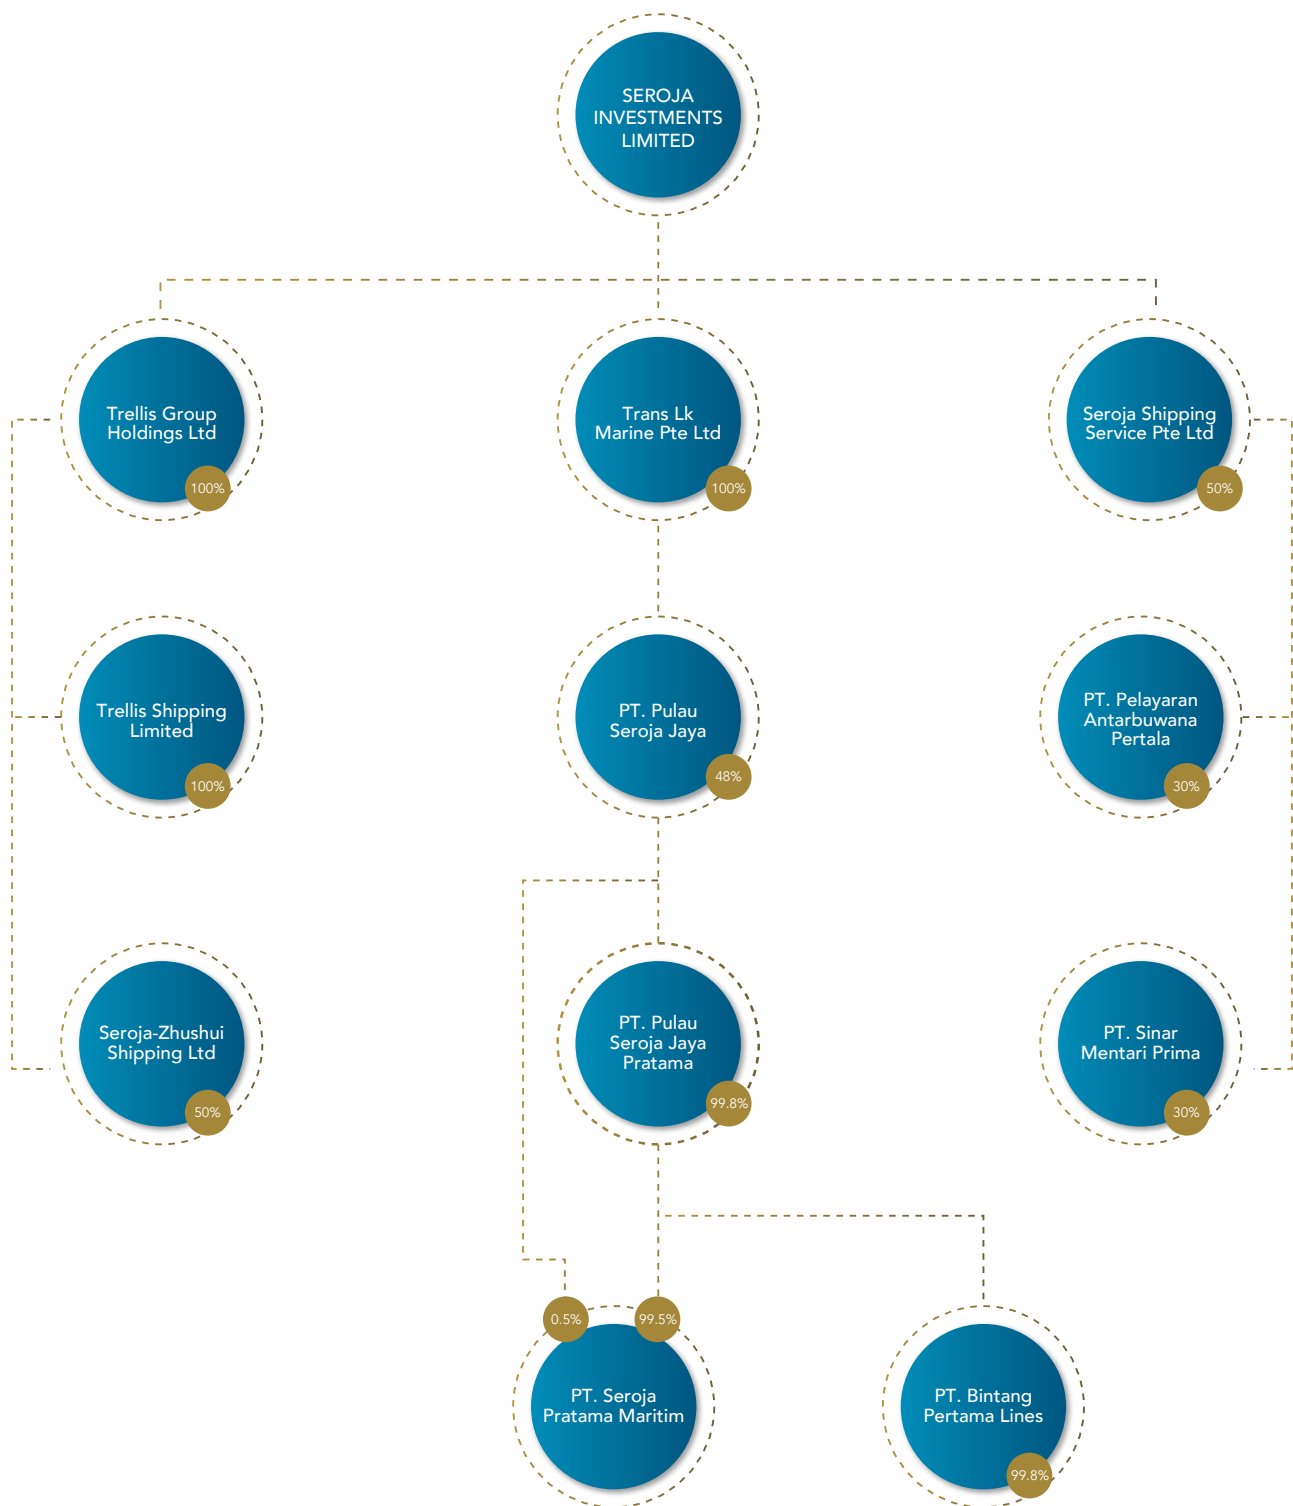 SEROJA
INVESTMENTS
LIMITED
Trellis Group
Holdings Ltd
100%
Trans Lk
Marine Pte Ltd
100%
Seroja Shipping
Service Pte Ltd
50%
Trellis Shipping
Limited
100%
PT. Pulau
Seroja Jaya
48%
PT. Pelayaran
Antarbuwana
Pertala
30%
Seroja-Zhushui
Shipping Ltd
50%
PT. Pulau
Seroja Jaya
Pratama
99.8%
PT. Sinar
Mentari Prima
30%
0.5%
99.5%
PT. Seroja
Pratama Maritim
PT. Bintang
Pertama Lines
99.8%